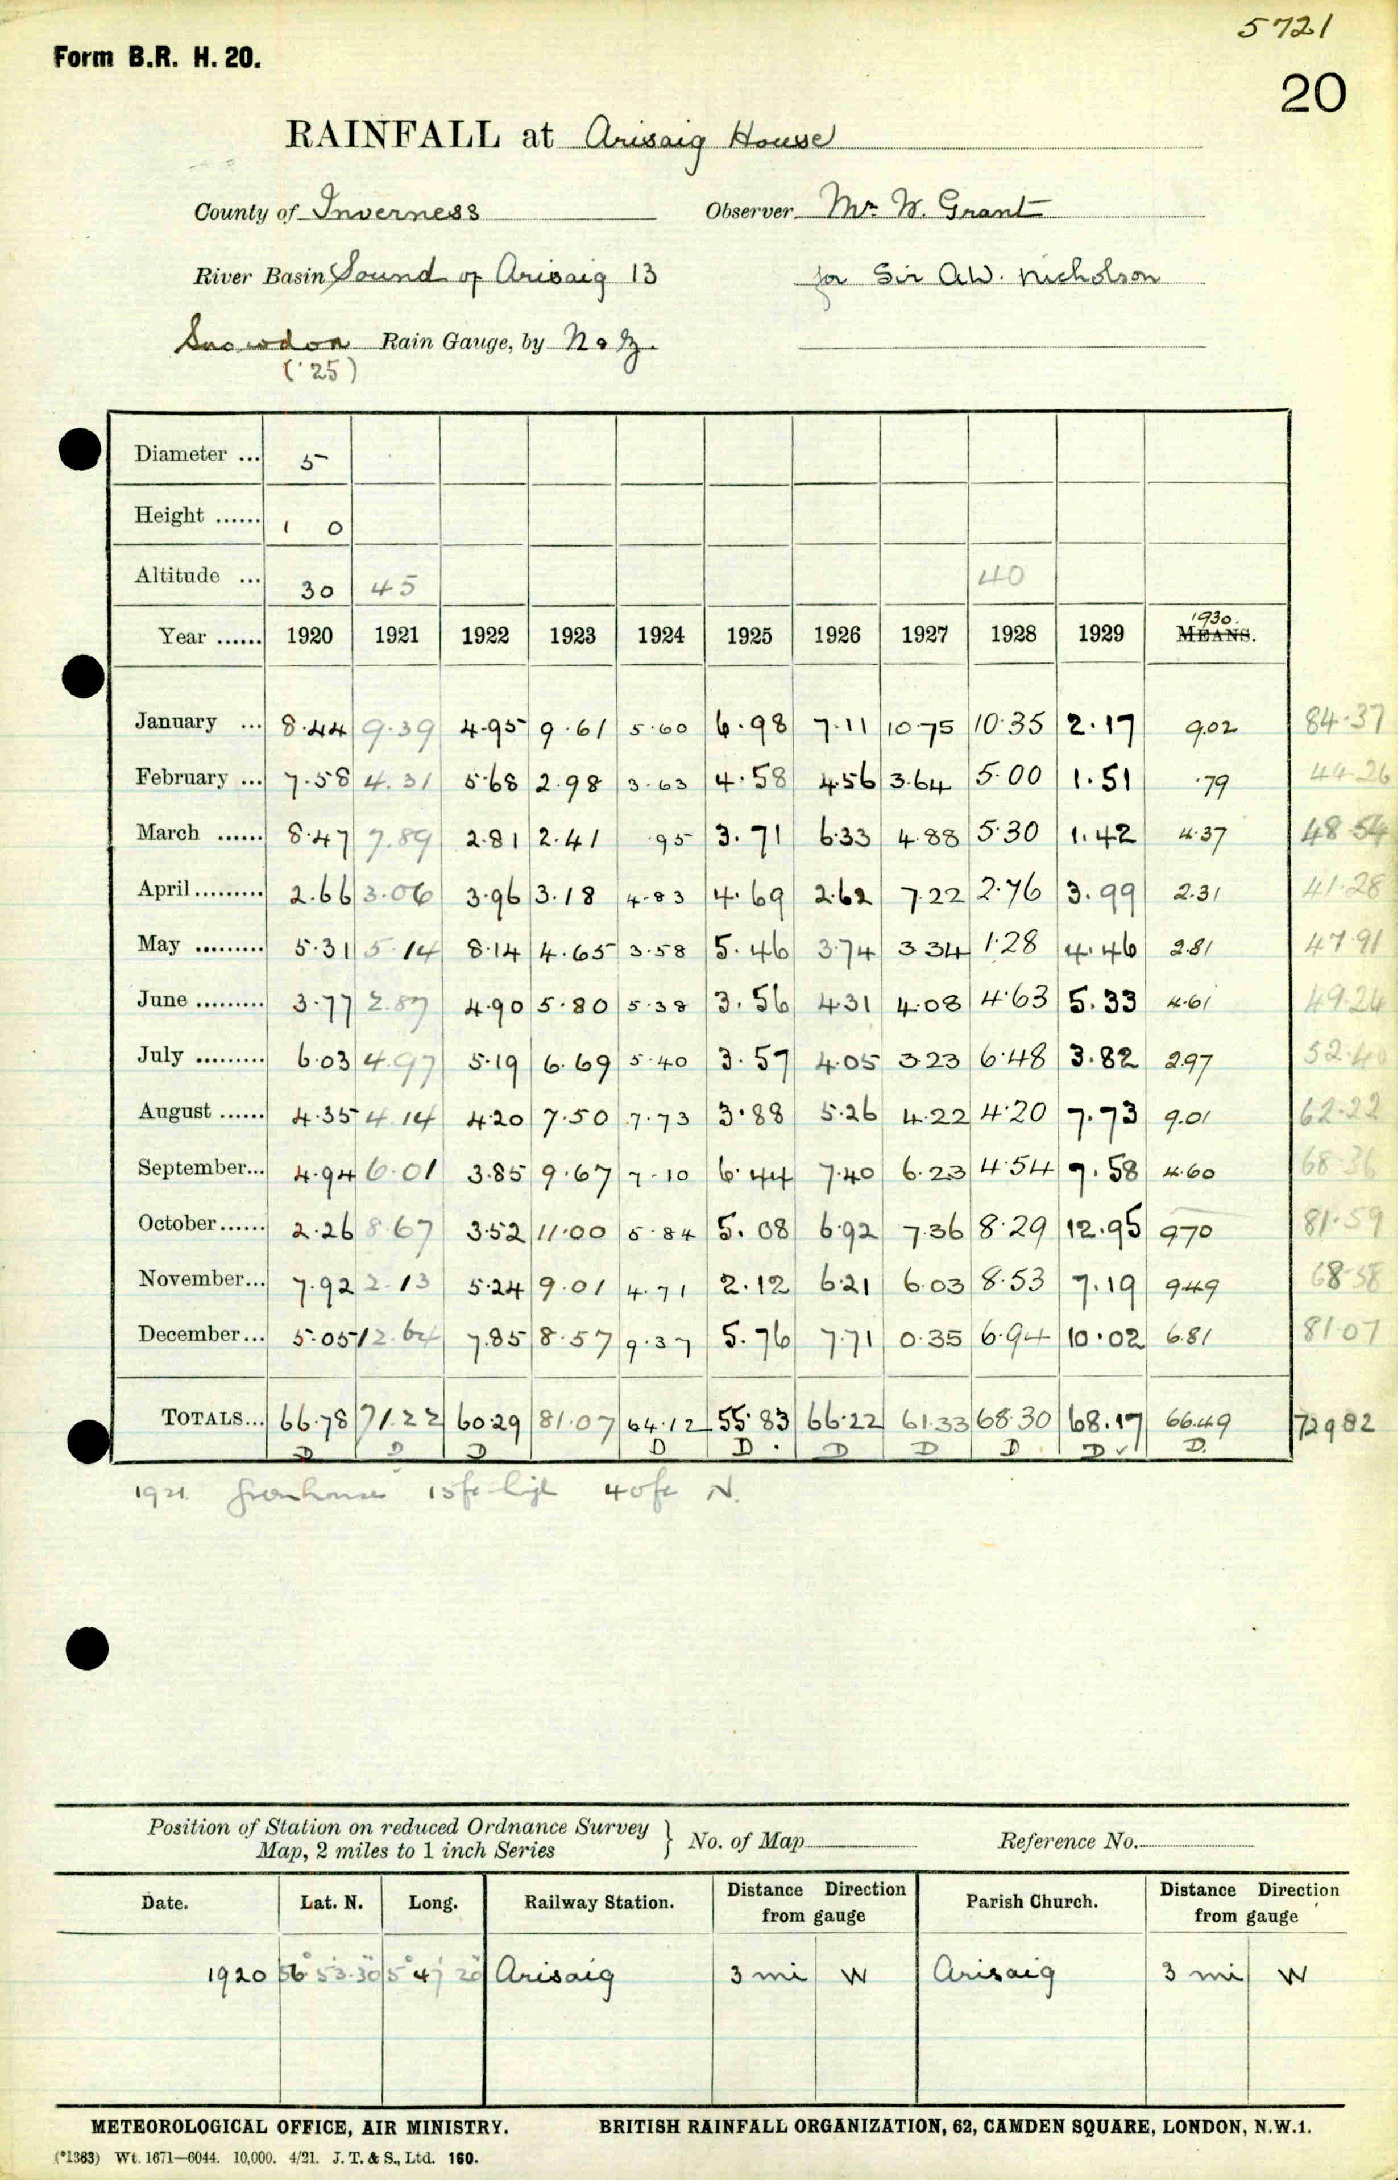 5721
Form B.R. H. 20.
20
RAINFALL at Arisaig House
County of Inverness Observer Mr W. Grant
River Basin Sound of Arisaig 13 for Sir A.W. Nicholson
Snowdon Rain Gauge, by N & Z.
('25)
Diameter ... 5
Height ...... 1 0
Altitude ... 30 45 40
1930.
Year ...... 1920 1921 1922 1923 1924 1925 1926 1927 1928 1929 MEANS.
January ... 8.44 9.39 4.95 9.61 5.60 6.98 7.11 10.75 10.35 2.17 9.02 84.37
February ... 7.58 4.31 5.68 2.98 3.63 4.58 4.56 3.64 5.00 1.51 .79 44.26
March ...... 8.47 7.89 2.81 2.41 .95 3.71 6.33 4.88 5.30 1.42 4.37 48.54
April......... 2.66 3.06 3.96 3.18 4.83 4.69 2.62 7.22 2.76 3.99 2.31 41.28
May ......... 5.31 5.14 8.14 4.65 3.58 5.46 3.74 3.34 1.28 4.46 2.81 47.91
June ......... 3.77 2.87 4.90 5.80 5.38 3.56 4.31 4.08 4.63 5.33 4.61 49.24
July ......... 6.03 4.97 5.19 6.69 5.40 3.57 4.05 3.23 6.48 3.82 2.97 52.40
August ...... 4.35 4.14 4.20 7.50 7.73 3.88 5.26 4.22 4.20 7.73 9.01 62.22
September... 4.94 6.01 3.85 9.67 7.10 6.44 7.40 6.23 4.54 7.58 4.60 68.36
October...... 2.26 8.67 3.52 11.00 5.84 5.08 6.92 7.36 8.29 12.95 9.70 81.59
November... 7.92 2.13 5.24 9.01 4.71 2.12 6.21 6.03 8.53 7.19 9.49 68.58
December... 5.05 12.64 7.85 8.57 9.37 5.76 7.71 0.35 6.94 10.02 6.81 81.07
TOTALS... 66.78 71.22 60.29 81.07 64.12 55.83 66.22 61.33 68.30 68.17 66.49 729.82
D D D D D D D D D ✓ D.
1921 Greenhouse 15ft high 40ft N.
Position of Station on reduced Ordnance Survey
Map, 2 miles to 1 inch Series } No. of Map Reference No.
Date. Lat. N. Long. Railway Station. Distance Direction from gauge Parish Church. Distance Direction from gauge
1920 56° 53' 30" 5° 47' 20" Arisaig 3 mi W Arisaig 3 mi W
METEOROLOGICAL OFFICE, AIR MINISTRY. BRITISH RAINFALL ORGANIZATION, 62, CAMDEN SQUARE, LONDON, N.W.1.
(*1383) Wt. 1671—6044. 10,000. 4/21. J. T. & S., Ltd. 160.